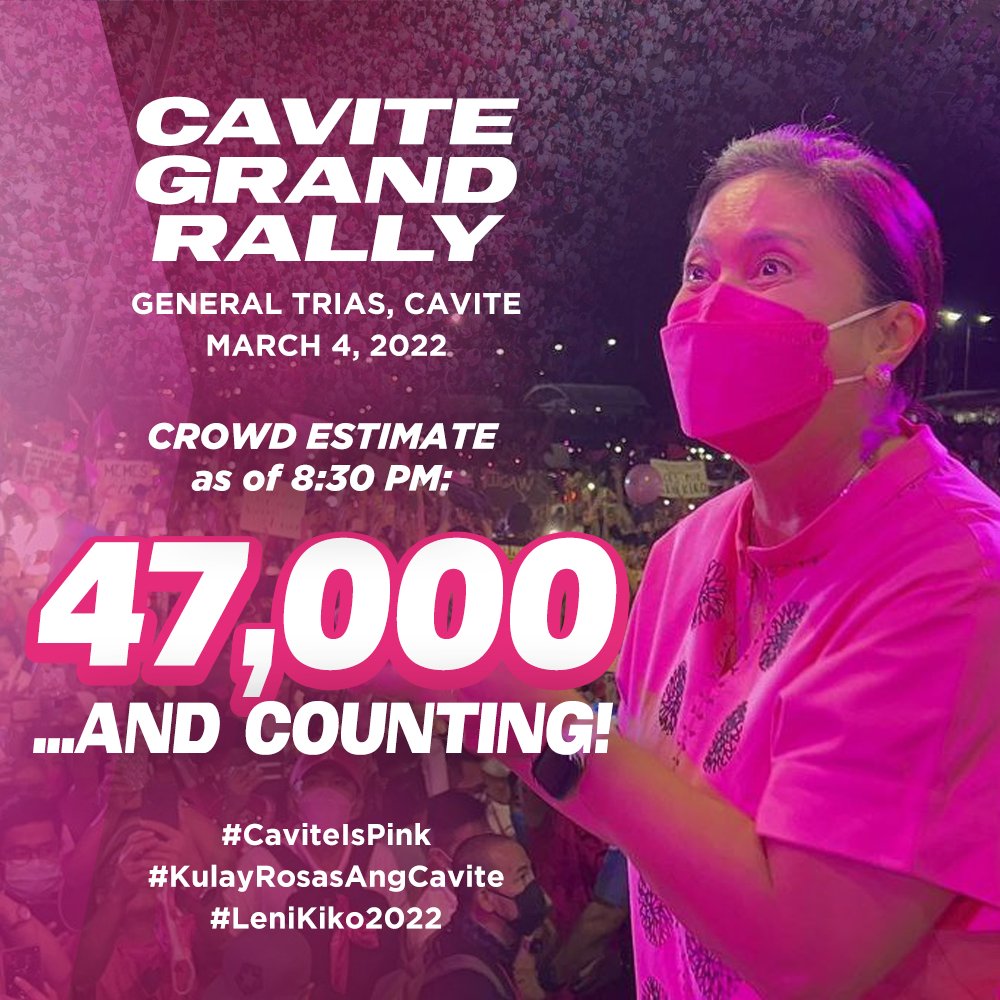 CAVITE
GRAND
RALLY
GENERAL TRIAS, CAVITE
MARCH 4, 2022
CROWD ESTIMATE
as of 8:30 PM:
47,000
...AND COUNTING!
#CaviteIsPink
#KulayRosasAngCavite
#LeniKiko2022